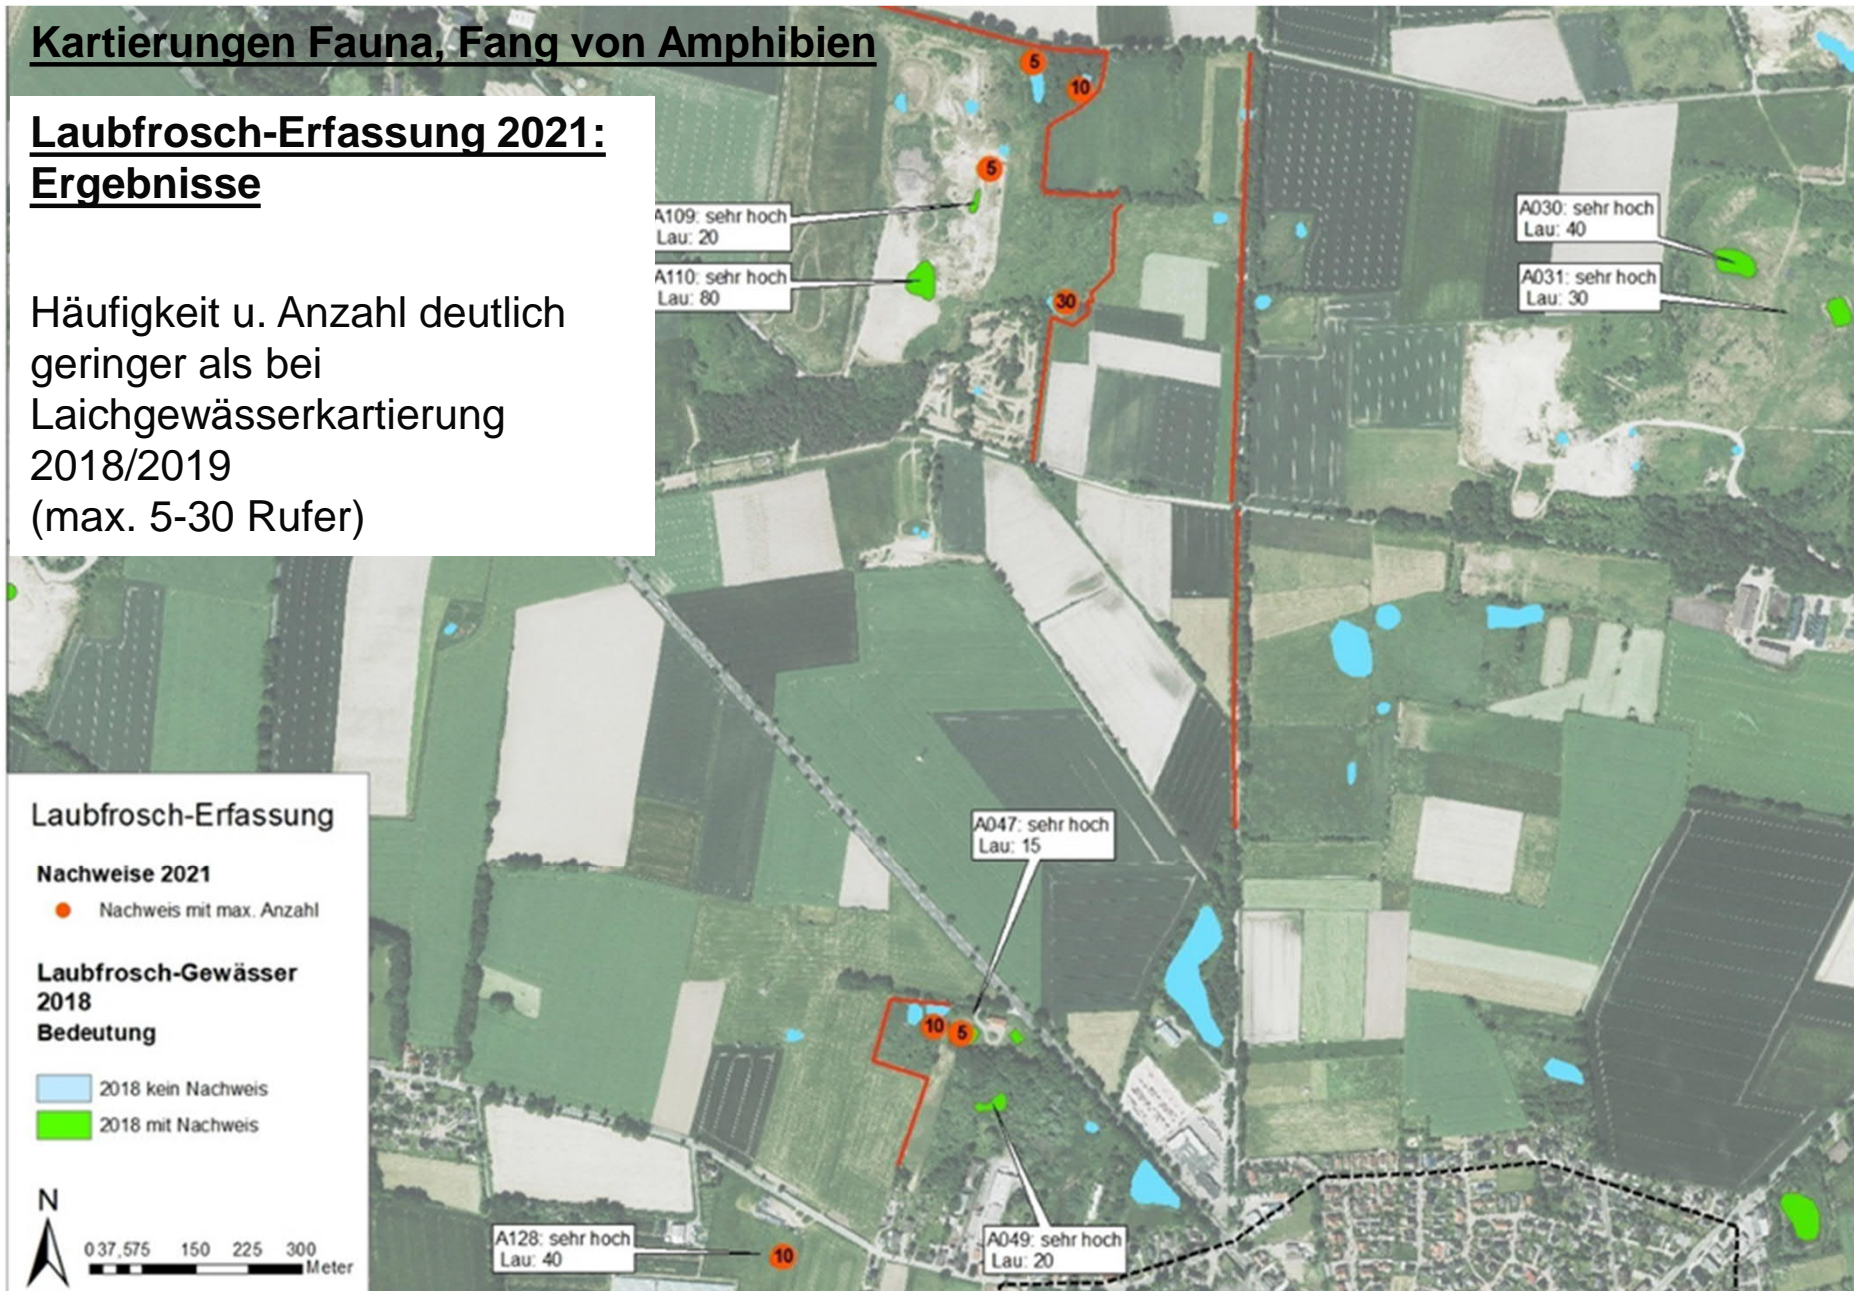 Kartierungen Fauna, Fang von Amphibien
Laubfrosch-Erfassung 2021:
Ergebnisse
Häufigkeit u. Anzahl deutlich
geringer als bei
Laichgewässerkartierung
2018/2019
(max. 5-30 Rufer)
5
10
5
A109: sehr hoch
Lau: 20
A110: sehr hoch
Lau: 80
30
A030: sehr hoch
Lau: 40
A031: sehr hoch
Lau: 30
A047: sehr hoch
Lau: 15
10
5
A128: sehr hoch
Lau: 40
10
A049: sehr hoch
Lau: 20
Laubfrosch-Erfassung
Nachweise 2021
Nachweis mit max. Anzahl
Laubfrosch-Gewässer
2018
Bedeutung
2018 kein Nachweis
2018 mit Nachweis
N
0 37,575 150 225 300
Meter